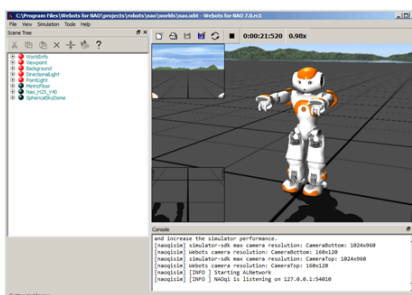 C:\Program Files\Webots for NAO\projects\robots\nao\worlds\nao.wbt - Webots for NAO 7.0.rc1
File View Simulation Tools Help
Scene Tree
0:00:21:520 0.98x
WorldInfo
Viewpoint
Background
DirectionalLight
PointLight
MetricFloor
Nao_H25_V40
SphericalSkyDome
Console
and increase the simulator performance.
[naoqisim] simulator-sdk max camera resolution: CameraBottom: 1024x960
[naoqisim] Webots camera resolution: CameraBottom: 160x120
[naoqisim] simulator-sdk max camera resolution: CameraTop: 1024x960
[naoqisim] Webots camera resolution: CameraTop: 160x120
[naoqisim] [INFO ] Starting ALNetwork
[naoqisim] [INFO ] NAOqi is listening on 127.0.0.1:54010